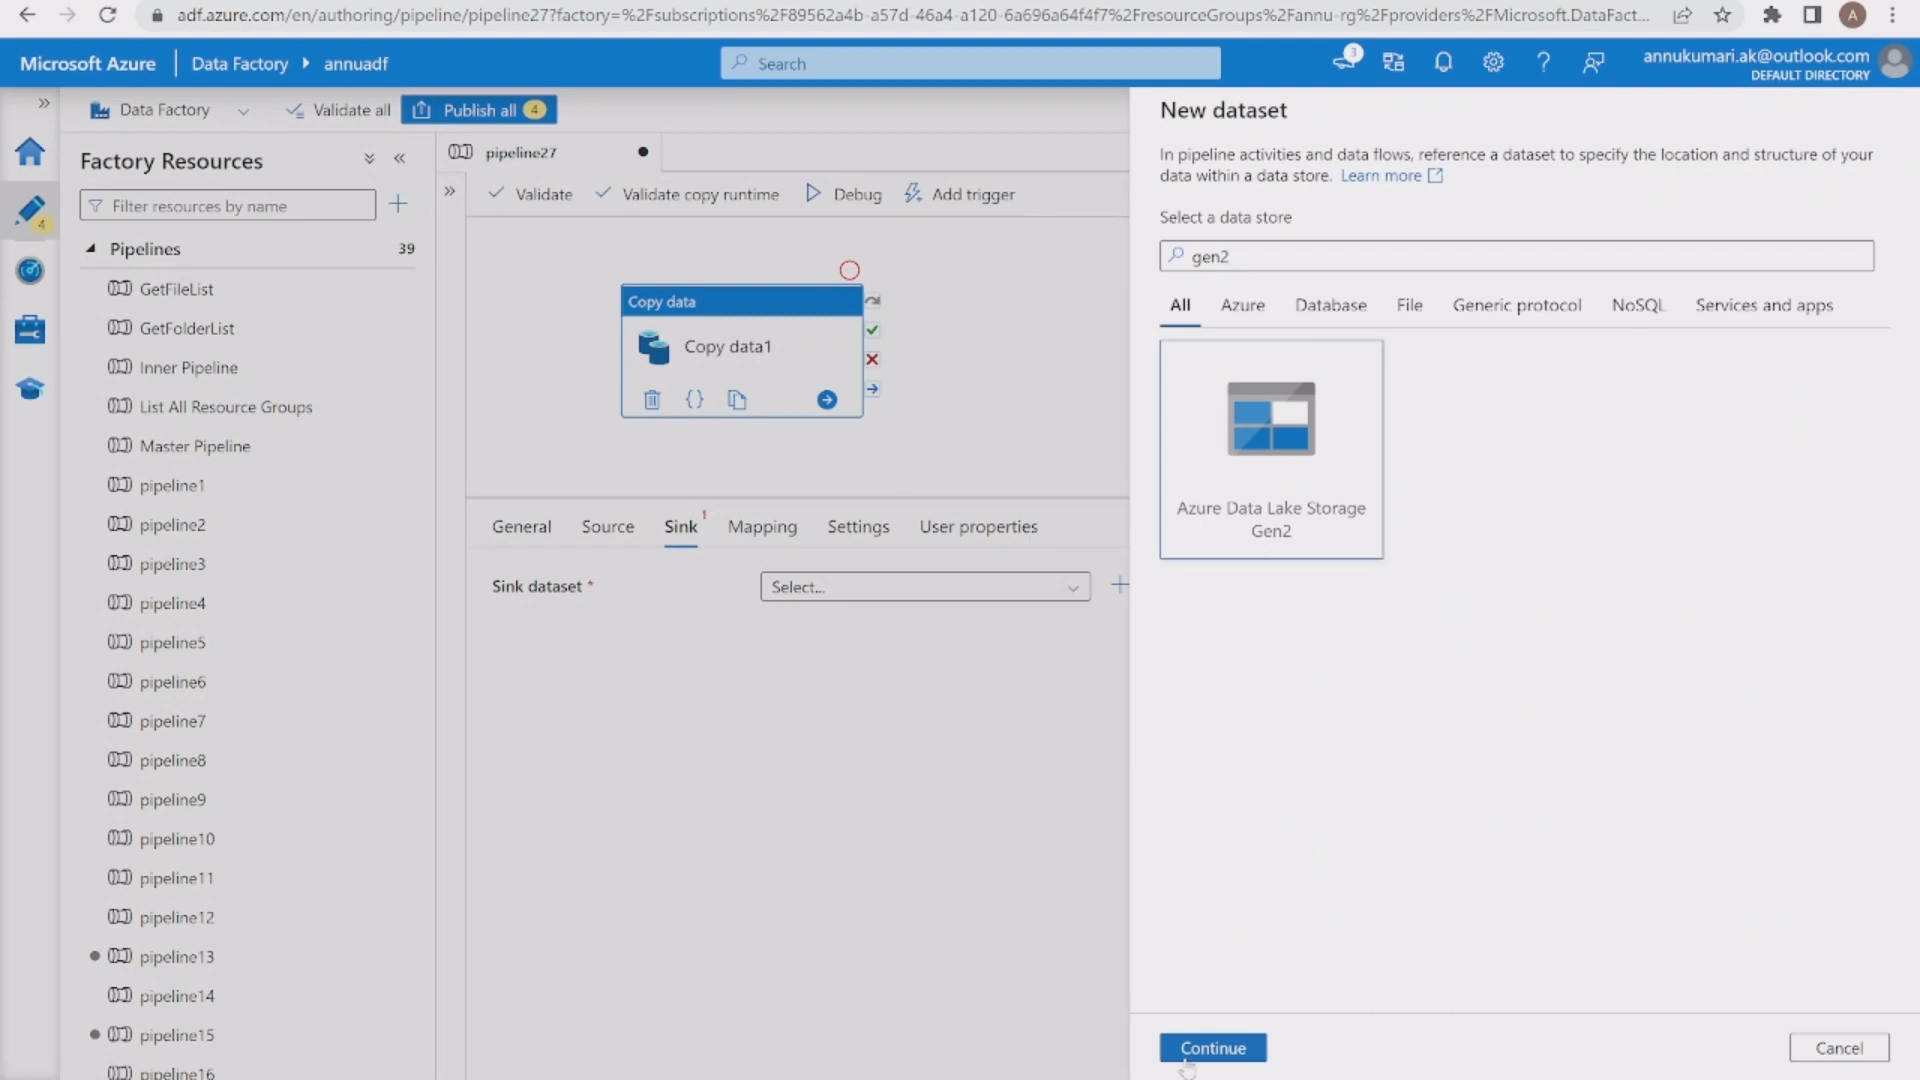 adf.azure.com/en/authoring/pipeline/pipeline27?factory=%2Fsubscriptions%2F89562a4b-a57d-46a4-a120-6a696a64f4f7%2FresourceGroups%2Fannu-rg%2Fproviders%2FMicrosoft.DataFact...
A
Microsoft Azure
Data Factory
annuadf
Search
3
annukumari.ak@outlook.com
DEFAULT DIRECTORY
Data Factory
Validate all
Publish all
4
Factory Resources
Filter resources by name
4
Pipelines
39
GetFileList
GetFolderList
Inner Pipeline
List All Resource Groups
Master Pipeline
pipeline1
pipeline2
pipeline3
pipeline4
pipeline5
pipeline6
pipeline7
pipeline8
pipeline9
pipeline10
pipeline11
pipeline12
pipeline13
pipeline14
pipeline15
pipeline16
pipeline27
Validate
Validate copy runtime
Debug
Add trigger
Copy data
Copy data1
{}
General
Source
Sink
1
Mapping
Settings
User properties
Sink dataset *
Select...
New dataset
In pipeline activities and data flows, reference a dataset to specify the location and structure of your
data within a data store. Learn more
Select a data store
gen2
All
Azure
Database
File
Generic protocol
NoSQL
Services and apps
Azure Data Lake Storage
Gen2
Continue
Cancel